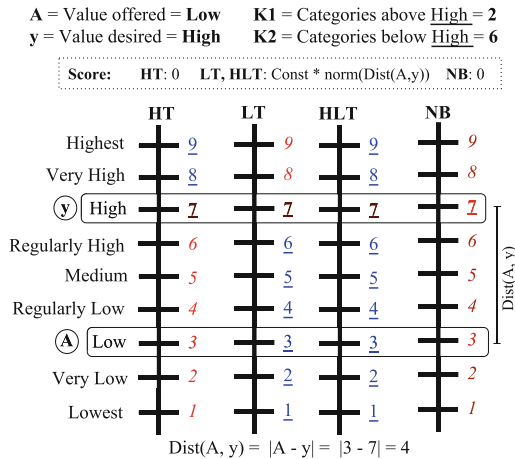 A = Value offered = Low K1 = Categories above High = 2
y = Value desired = High K2 = Categories below High = 6
Score: HT: 0 LT, HLT: Const * norm(Dist(A,y)) NB: 0
HT LT HLT NB
Highest 9 9 9 9
Very High 8 8 8 8
y High 7 7 7 7
Regularly High 6 6 6 6
Medium 5 5 5 5
Regularly Low 4 4 4 4
A Low 3 3 3 3
Very Low 2 2 2 2
Lowest 1 1 1 1
Dist(A, y)
Dist(A, y) = |A - y| = |3 - 7| = 4